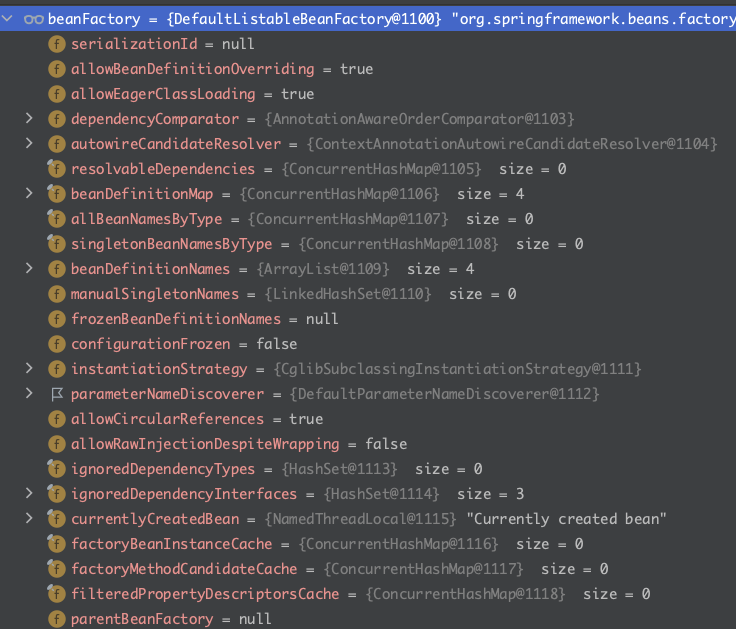 beanFactory = {DefaultListableBeanFactory@1100} "org.springframework.beans.factory
f serializationId = null
f allowBeanDefinitionOverriding = true
f allowEagerClassLoading = true
f dependencyComparator = {AnnotationAwareOrderComparator@1103}
f autowireCandidateResolver = {ContextAnnotationAutowireCandidateResolver@1104}
f resolvableDependencies = {ConcurrentHashMap@1105} size = 0
f beanDefinitionMap = {ConcurrentHashMap@1106} size = 4
f allBeanNamesByType = {ConcurrentHashMap@1107} size = 0
f singletonBeanNamesByType = {ConcurrentHashMap@1108} size = 0
f beanDefinitionNames = {ArrayList@1109} size = 4
f manualSingletonNames = {LinkedHashSet@1110} size = 0
f frozenBeanDefinitionNames = null
f configurationFrozen = false
f instantiationStrategy = {CglibSubclassingInstantiationStrategy@1111}
parameterNameDiscoverer = {DefaultParameterNameDiscoverer@1112}
f allowCircularReferences = true
f allowRawInjectionDespiteWrapping = false
f ignoredDependencyTypes = {HashSet@1113} size = 0
f ignoredDependencyInterfaces = {HashSet@1114} size = 3
f currentlyCreatedBean = {NamedThreadLocal@1115} "Currently created bean"
f factoryBeanInstanceCache = {ConcurrentHashMap@1116} size = 0
f factoryMethodCandidateCache = {ConcurrentHashMap@1117} size = 0
f filteredPropertyDescriptorsCache = {ConcurrentHashMap@1118} size = 0
f parentBeanFactory = null